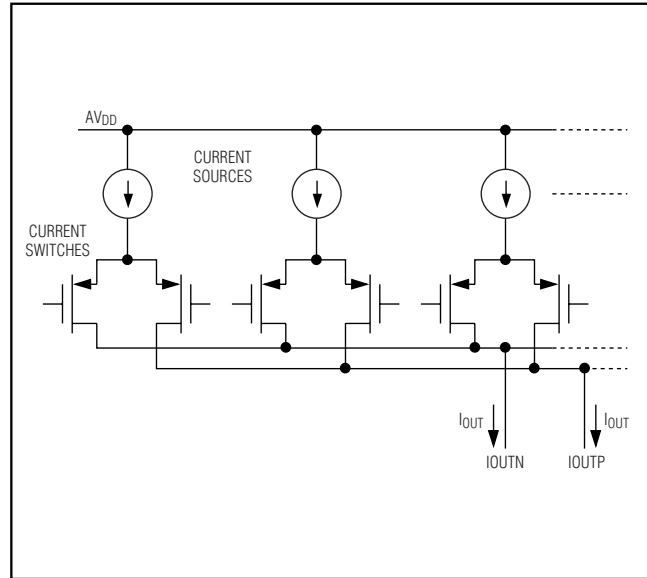 AVDD
CURRENT
SOURCES
CURRENT
SWITCHES
IOUT
IOUT
IOUTN
IOUTP